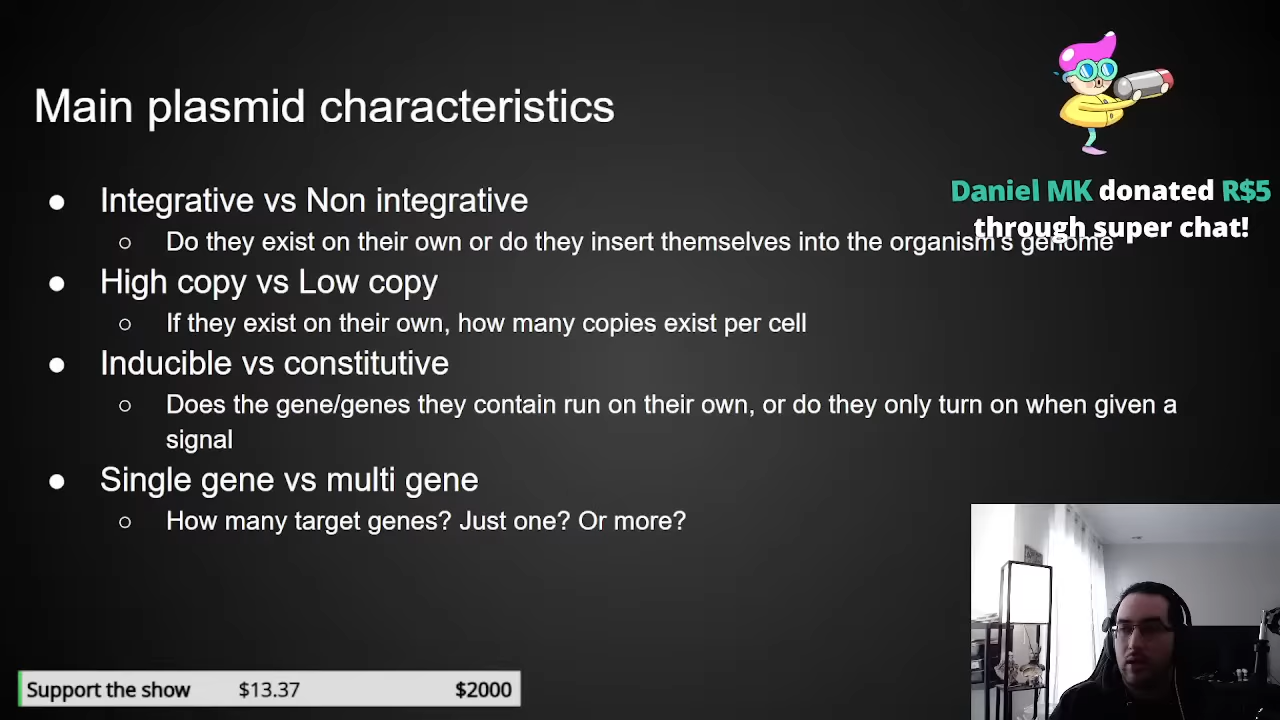 Main plasmid characteristics
● Integrative vs Non integrative
○ Do they exist on their own or do they insert themselves into the organism's genome
● High copy vs Low copy
○ If they exist on their own, how many copies exist per cell
● Inducible vs constitutive
○ Does the gene/genes they contain run on their own, or do they only turn on when given a
signal
● Single gene vs multi gene
○ How many target genes? Just one? Or more?
Daniel MK donated R$5
through super chat!
Support the show $13.37 $2000